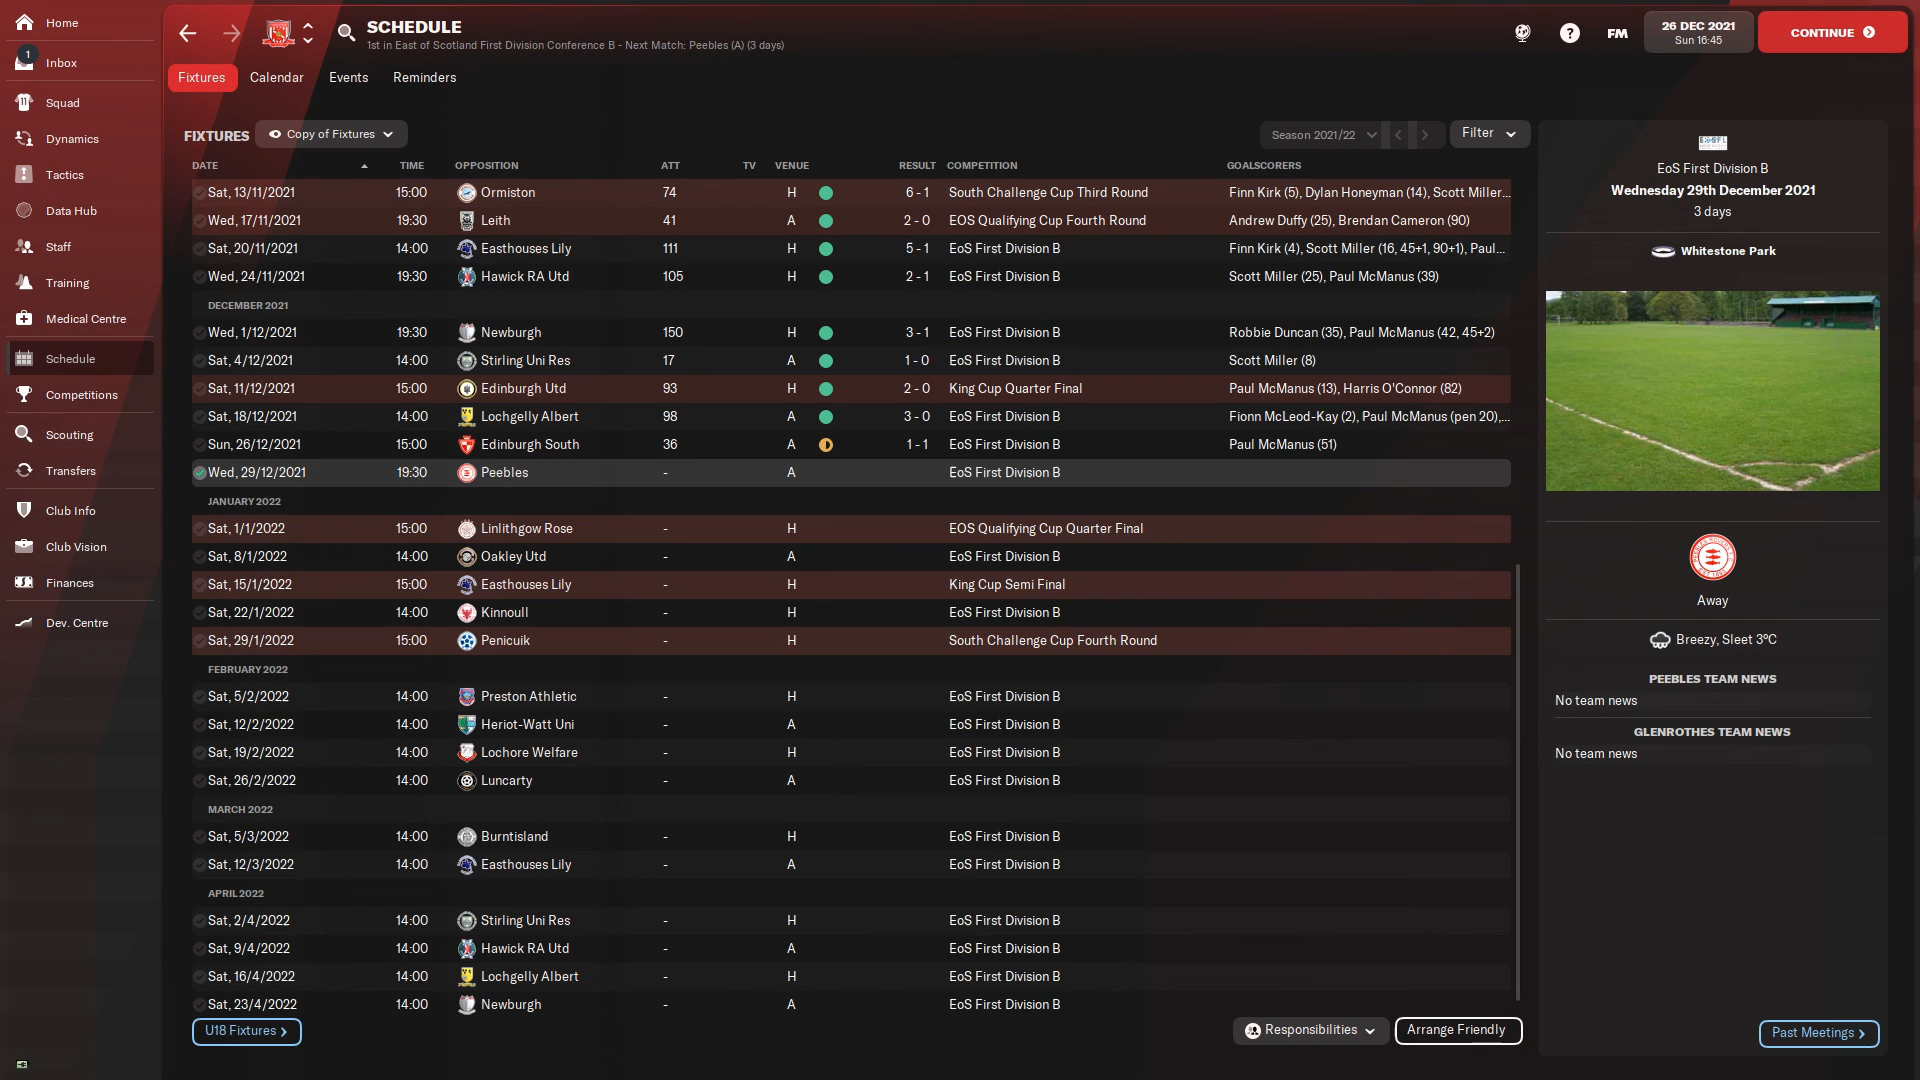 Home
1
Inbox
Squad
Dynamics
Tactics
Data Hub
Staff
Training
Medical Centre
Schedule
Competitions
Scouting
Transfers
Club Info
Club Vision
Finances
Dev. Centre
SCHEDULE
1st in East of Scotland First Division Conference B - Next Match: Peebles (A) (3 days)
? FM 26 DEC 2021 CONTINUE
Sun 16:45
Fixtures Calendar Events Reminders
FIXTURES Copy of Fixtures Season 2021/22 Filter
DATE TIME OPPOSITION ATT TV VENUE RESULT COMPETITION GOALSCORERS
Sat, 13/11/2021 15:00 Ormiston 74 H 6 - 1 South Challenge Cup Third Round Finn Kirk (5), Dylan Honeyman (14), Scott Miller...
Wed, 17/11/2021 19:30 Leith 41 A 2 - 0 EOS Qualifying Cup Fourth Round Andrew Duffy (25), Brendan Cameron (90)
Sat, 20/11/2021 14:00 Easthouses Lily 111 H 5 - 1 EoS First Division B Finn Kirk (4), Scott Miller (16, 45+1, 90+1), Paul...
Wed, 24/11/2021 19:30 Hawick RA Utd 105 H 2 - 1 EoS First Division B Scott Miller (25), Paul McManus (39)
DECEMBER 2021
Wed, 1/12/2021 19:30 Newburgh 150 H 3 - 1 EoS First Division B Robbie Duncan (35), Paul McManus (42, 45+2)
Sat, 4/12/2021 14:00 Stirling Uni Res 17 A 1 - 0 EoS First Division B Scott Miller (8)
Sat, 11/12/2021 15:00 Edinburgh Utd 93 H 2 - 0 King Cup Quarter Final Paul McManus (13), Harris O'Connor (82)
Sat, 18/12/2021 14:00 Lochgelly Albert 98 A 3 - 0 EoS First Division B Fionn McLeod-Kay (2), Paul McManus (pen 20),...
Sun, 26/12/2021 15:00 Edinburgh South 36 A 1 - 1 EoS First Division B Paul McManus (51)
Wed, 29/12/2021 19:30 Peebles - A EoS First Division B
JANUARY 2022
Sat, 1/1/2022 15:00 Linlithgow Rose - H EOS Qualifying Cup Quarter Final
Sat, 8/1/2022 14:00 Oakley Utd - A EoS First Division B
Sat, 15/1/2022 15:00 Easthouses Lily - H King Cup Semi Final
Sat, 22/1/2022 14:00 Kinnoull - H EoS First Division B
Sat, 29/1/2022 15:00 Penicuik - H South Challenge Cup Fourth Round
FEBRUARY 2022
Sat, 5/2/2022 14:00 Preston Athletic - H EoS First Division B
Sat, 12/2/2022 14:00 Heriot-Watt Uni - A EoS First Division B
Sat, 19/2/2022 14:00 Lochore Welfare - H EoS First Division B
Sat, 26/2/2022 14:00 Luncarty - A EoS First Division B
MARCH 2022
Sat, 5/3/2022 14:00 Burntisland - H EoS First Division B
Sat, 12/3/2022 14:00 Easthouses Lily - A EoS First Division B
APRIL 2022
Sat, 2/4/2022 14:00 Stirling Uni Res - H EoS First Division B
Sat, 9/4/2022 14:00 Hawick RA Utd - A EoS First Division B
Sat, 16/4/2022 14:00 Lochgelly Albert - H EoS First Division B
Sat, 23/4/2022 14:00 Newburgh - A EoS First Division B
U18 Fixtures Responsibilities Arrange Friendly
EoS First Division B
Wednesday 29th December 2021
3 days
Whitestone Park
Away
Breezy, Sleet 3°C
PEEBLES TEAM NEWS
No team news
GLENROTHES TEAM NEWS
No team news
Past Meetings